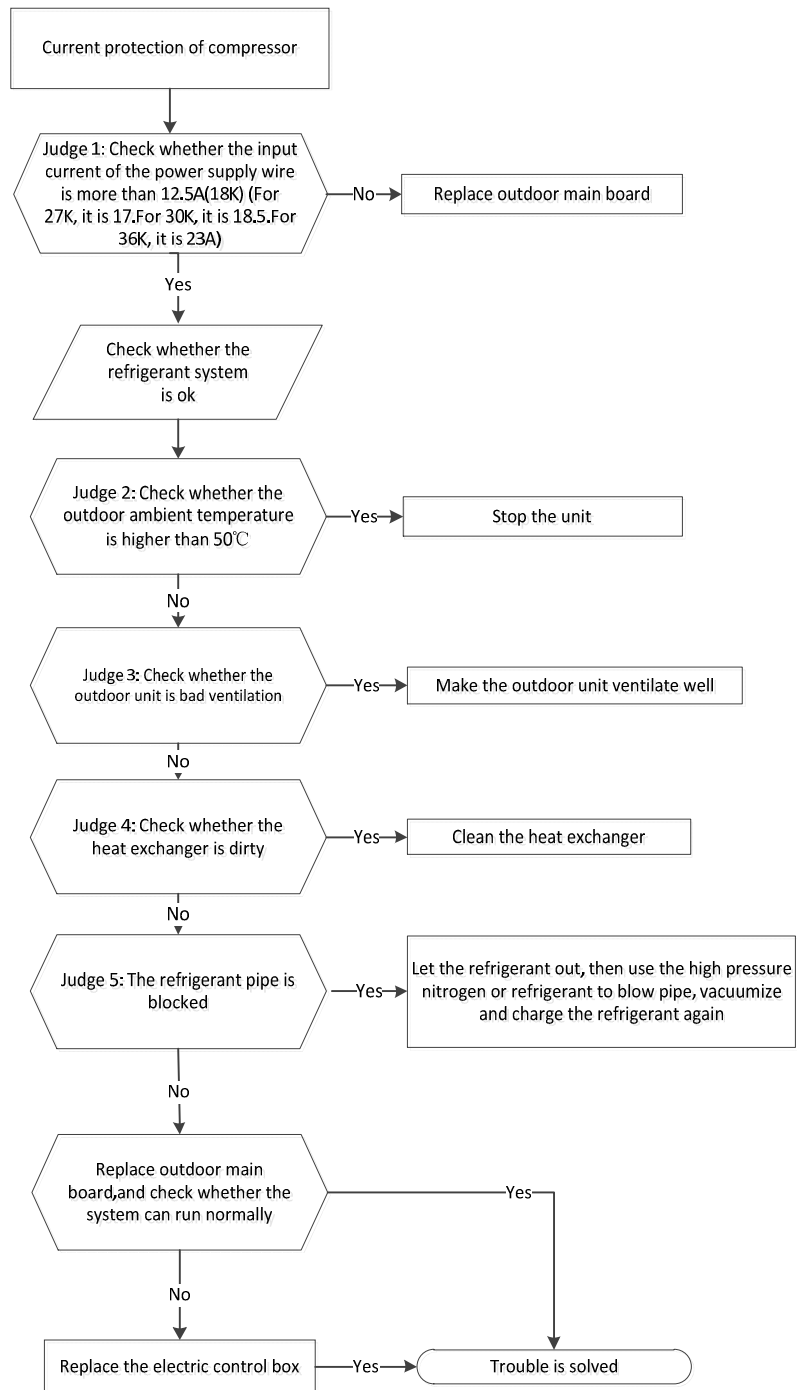 Current protection of compressor
Judge 1: Check whether the input
current of the power supply wire
is more than 12.5A(18K) (For
27K, it is 17.For 30K, it is 18.5.For
36K, it is 23A)
No
Replace outdoor main board
Yes
Check whether the
refrigerant system
is ok
Judge 2: Check whether the
outdoor ambient temperature
is higher than 50℃
Yes
Stop the unit
No
Judge 3: Check whether the
outdoor unit is bad ventilation
Yes
Make the outdoor unit ventilate well
No
Judge 4: Check whether the
heat exchanger is dirty
Yes
Clean the heat exchanger
No
Judge 5: The refrigerant pipe is
blocked
Yes
Let the refrigerant out, then use the high pressure
nitrogen or refrigerant to blow pipe, vacuumize
and charge the refrigerant again
No
Replace outdoor main
board,and check whether the
system can run normally
Yes
No
Replace the electric control box
Yes
Trouble is solved